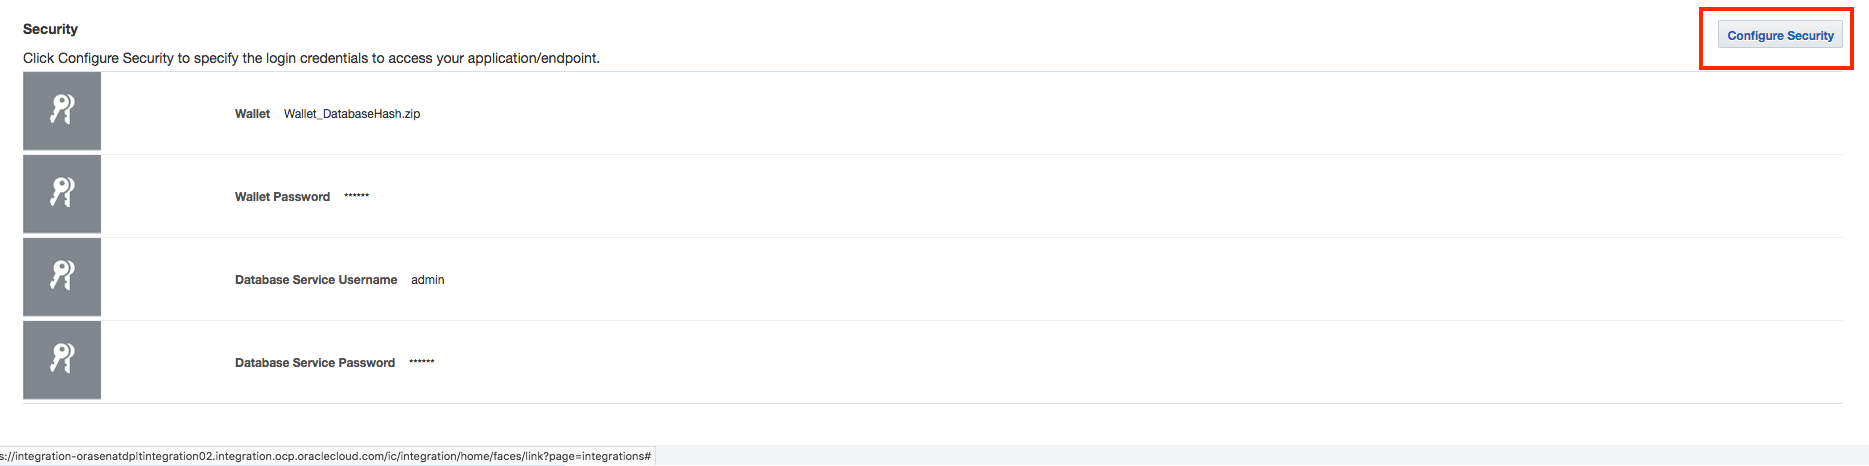 Security
Configure Security
Click Configure Security to specify the login credentials to access your application/endpoint.
Wallet Wallet_DatabaseHash.zip
Wallet Password ******
Database Service Username admin
Database Service Password ******
s://integration-orasenatdpltintegration02.integration.ocp.oraclecloud.com/ic/integration/home/faces/link?page=integrations#